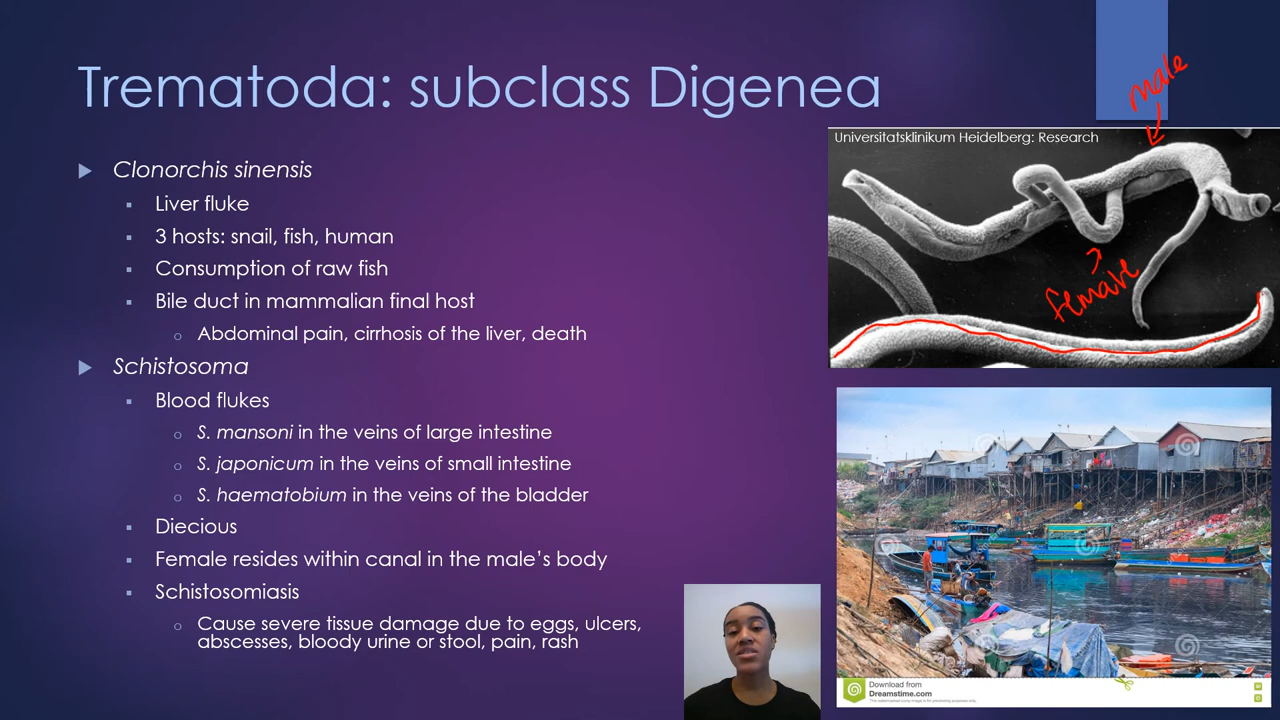 Trematoda: subclass Digenea
Clonorchis sinensis
Liver fluke
3 hosts: snail, fish, human
Consumption of raw fish
Bile duct in mammalian final host
Abdominal pain, cirrhosis of the liver, death
Schistosoma
Blood flukes
S. mansoni in the veins of large intestine
S. japonicum in the veins of small intestine
S. haematobium in the veins of the bladder
Diecious
Female resides within canal in the male’s body
Schistosomiasis
Cause severe tissue damage due to eggs, ulcers,
abscesses, bloody urine or stool, pain, rash
male
Universitatsklinikum Heidelberg: Research
female
Download from
Dreamstime.com